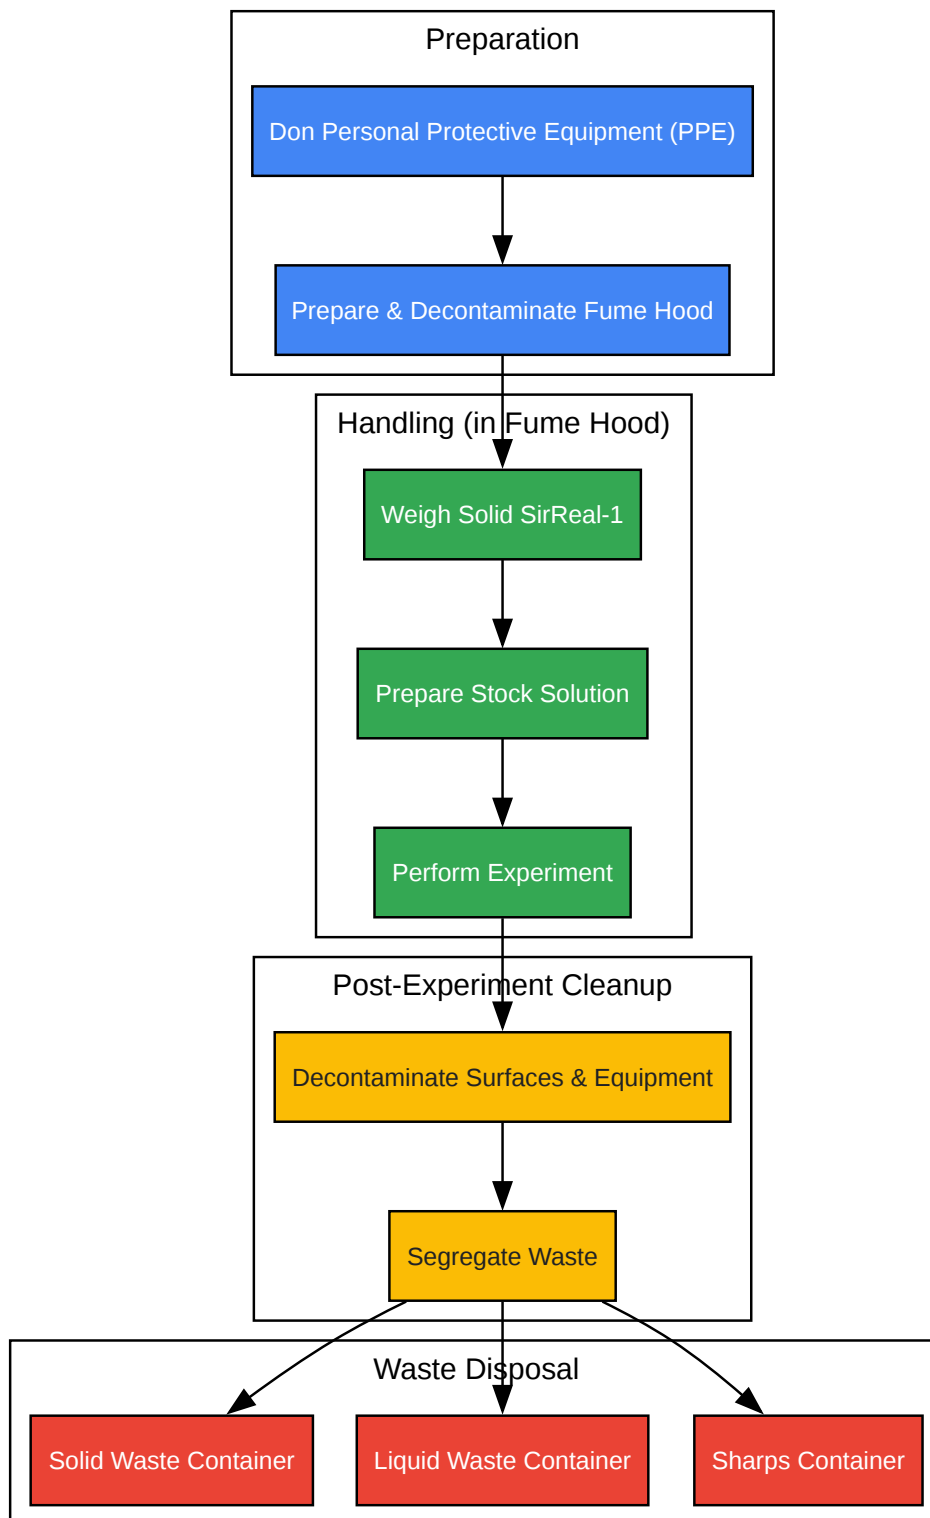 Preparation
Don Personal Protective Equipment (PPE)
Prepare & Decontaminate Fume Hood
Handling (in Fume Hood)
Weigh Solid SirReal-1
Prepare Stock Solution
Perform Experiment
Post-Experiment Cleanup
Decontaminate Surfaces & Equipment
Segregate Waste
Waste Disposal
Solid Waste Container
Liquid Waste Container
Sharps Container